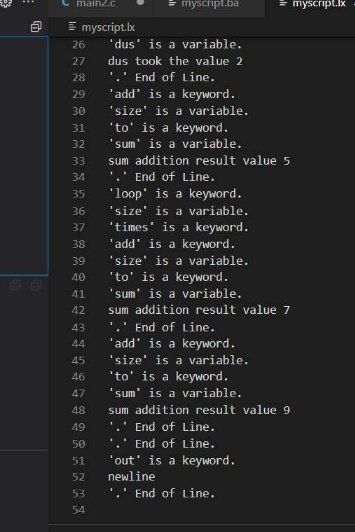 main2.c
myscript.ba
myscript.lx
myscript.lx
26 'dus' is a variable.
27 dus took the value 2
28 '.' End of Line.
29 'add' is a keyword.
30 'size' is a variable.
31 'to' is a keyword.
32 'sum' is a variable.
33 sum addition result value 5
34 '.' End of Line.
35 'loop' is a keyword.
36 'size' is a variable.
37 'times' is a keyword.
38 'add' is a keyword.
39 'size' is a variable.
40 'to' is a keyword.
41 'sum' is a variable.
42 sum addition result value 7
43 '.' End of Line.
44 'add' is a keyword.
45 'size' is a variable.
46 'to' is a keyword.
47 'sum' is a variable.
48 sum addition result value 9
49 '.' End of Line.
50 '.' End of Line.
51 'out' is a keyword.
52 newline
53 '.' End of Line.
54